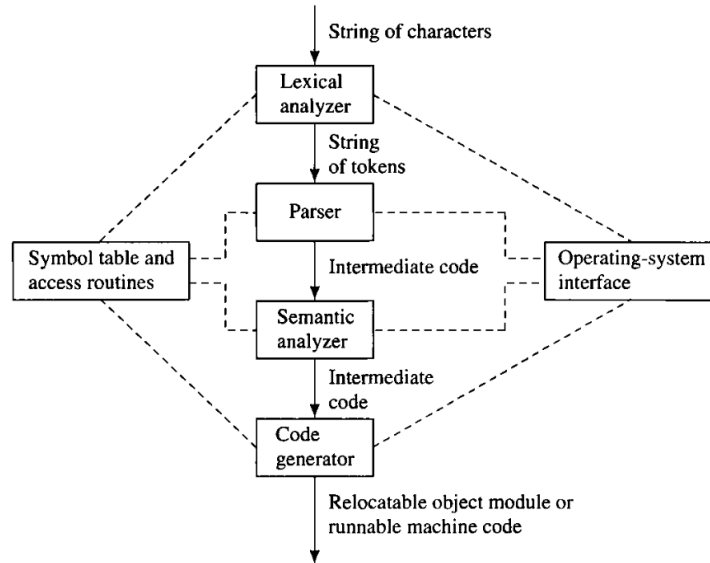 String of characters
Lexical
analyzer
String
of tokens
Parser
Symbol table and
access routines
Operating-system
interface
Intermediate code
Semantic
analyzer
Intermediate
code
Code
generator
Relocatable object module or
runnable machine code